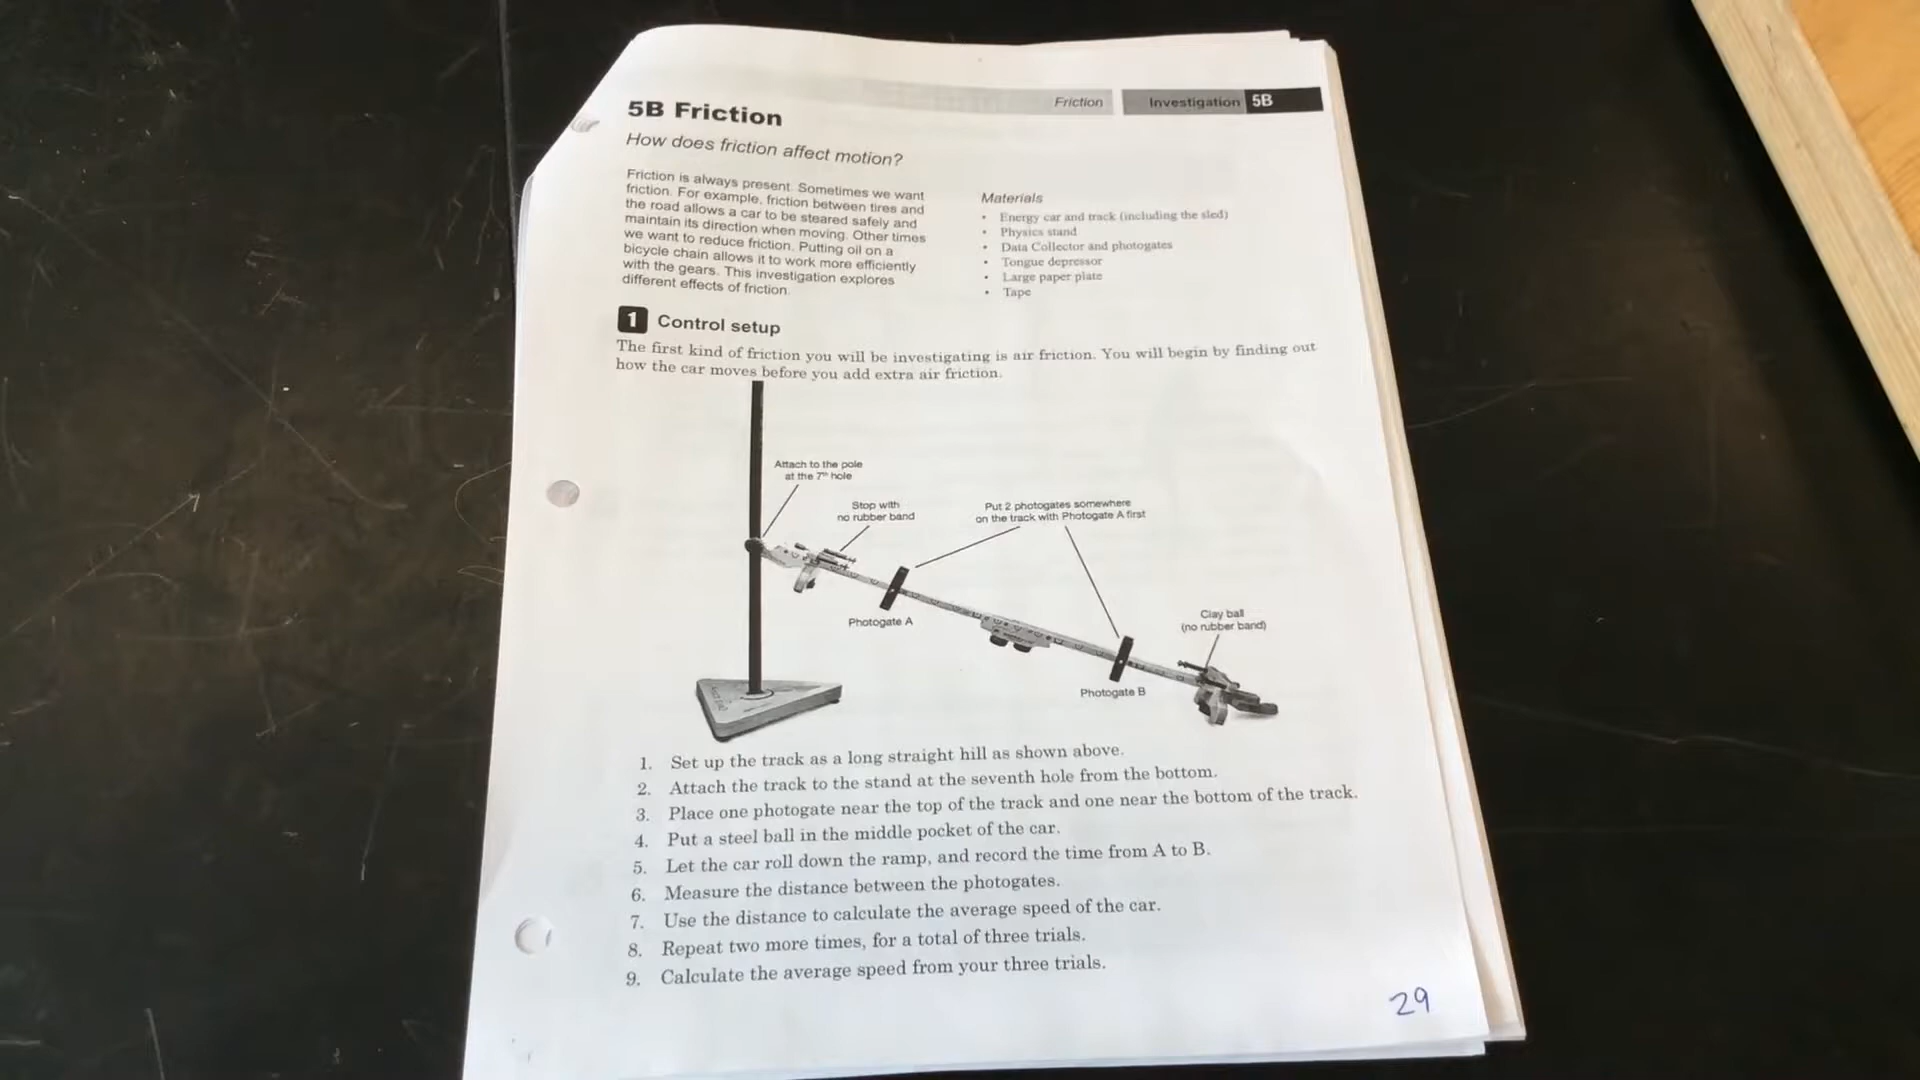 Friction
Investigation 5B
5B Friction
How does friction affect motion?
Friction is always present. Sometimes we want
friction. For example, friction between tires and
the road allows a car to be steared safely and
maintain its direction when moving. Other times
we want to reduce friction. Putting oil on a
bicycle chain allows it to work more efficiently
with the gears. This investigation explores
different effects of friction.
Materials
• Energy car and track (including the sled)
• Physics stand
• Data Collector and photogates
• Tongue depressor
• Large paper plate
• Tape
1 Control setup
The first kind of friction you will be investigating is air friction. You will begin by finding out
how the car moves before you add extra air friction.
Attach to the pole
at the 7th hole
Stop with
no rubber band
Put 2 photogates somewhere
on the track with Photogate A first
Photogate A
Clay ball
(no rubber band)
Photogate B
1. Set up the track as a long straight hill as shown above.
2. Attach the track to the stand at the seventh hole from the bottom.
3. Place one photogate near the top of the track and one near the bottom of the track.
4. Put a steel ball in the middle pocket of the car.
5. Let the car roll down the ramp, and record the time from A to B.
6. Measure the distance between the photogates.
7. Use the distance to calculate the average speed of the car.
8. Repeat two more times, for a total of three trials.
9. Calculate the average speed from your three trials.
29